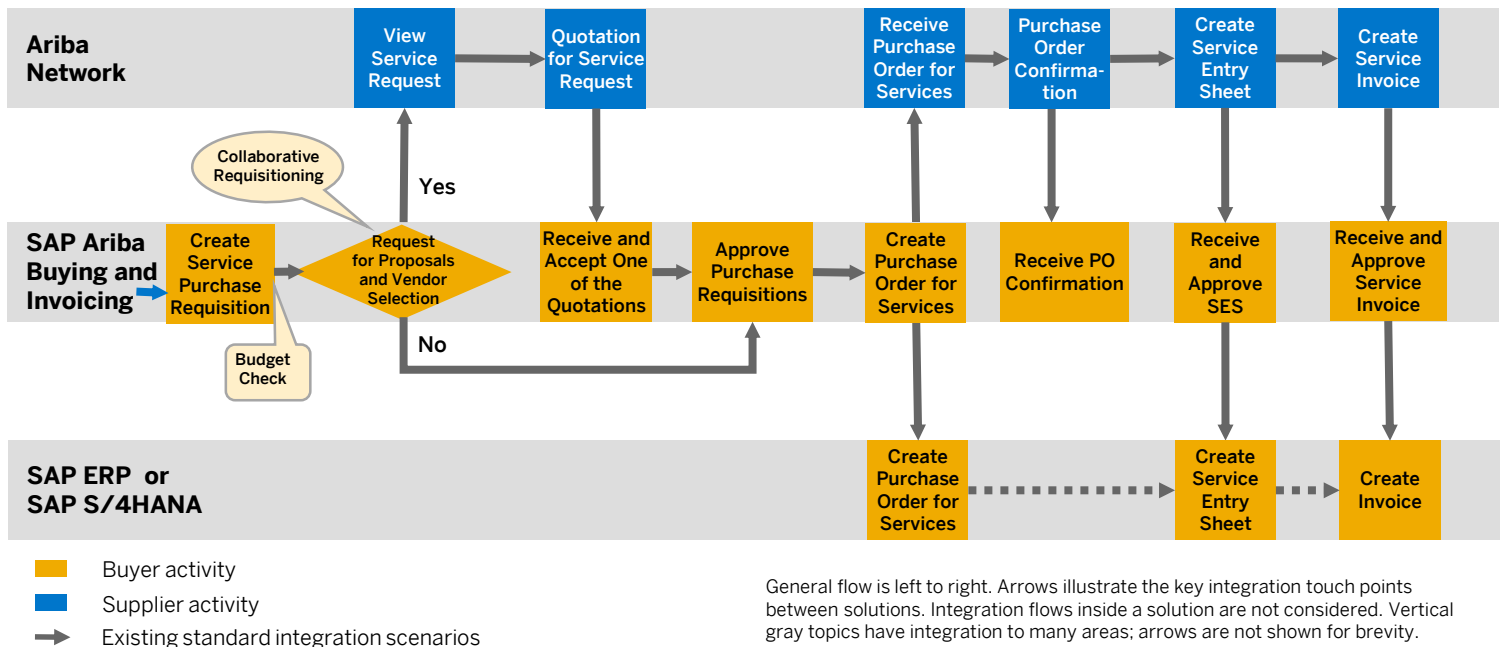 Ariba
Network
View
Service
Request
Quotation
for Service
Request
Receive
Purchase
Order for
Services
Purchase
Order
Confirma-
tion
Create
Service
Entry
Sheet
Create
Service
Invoice
Collaborative
Requisitioning
Yes
SAP Ariba
Buying and
Invoicing
Create
Service
Purchase
Requisition
Request
for Proposals
and Vendor
Selection
Receive and
Accept One
of the
Quotations
Approve
Purchase
Requisitions
Create
Purchase
Order for
Services
Receive PO
Confirmation
Receive
and
Approve
SES
Receive and
Approve
Service
Invoice
No
Budget
Check
SAP ERP or
SAP S/4HANA
Create
Purchase
Order for
Services
Create
Service
Entry
Sheet
Create
Invoice
Buyer activity
Supplier activity
Existing standard integration scenarios
General flow is left to right. Arrows illustrate the key integration touch points
between solutions. Integration flows inside a solution are not considered. Vertical
gray topics have integration to many areas; arrows are not shown for brevity.